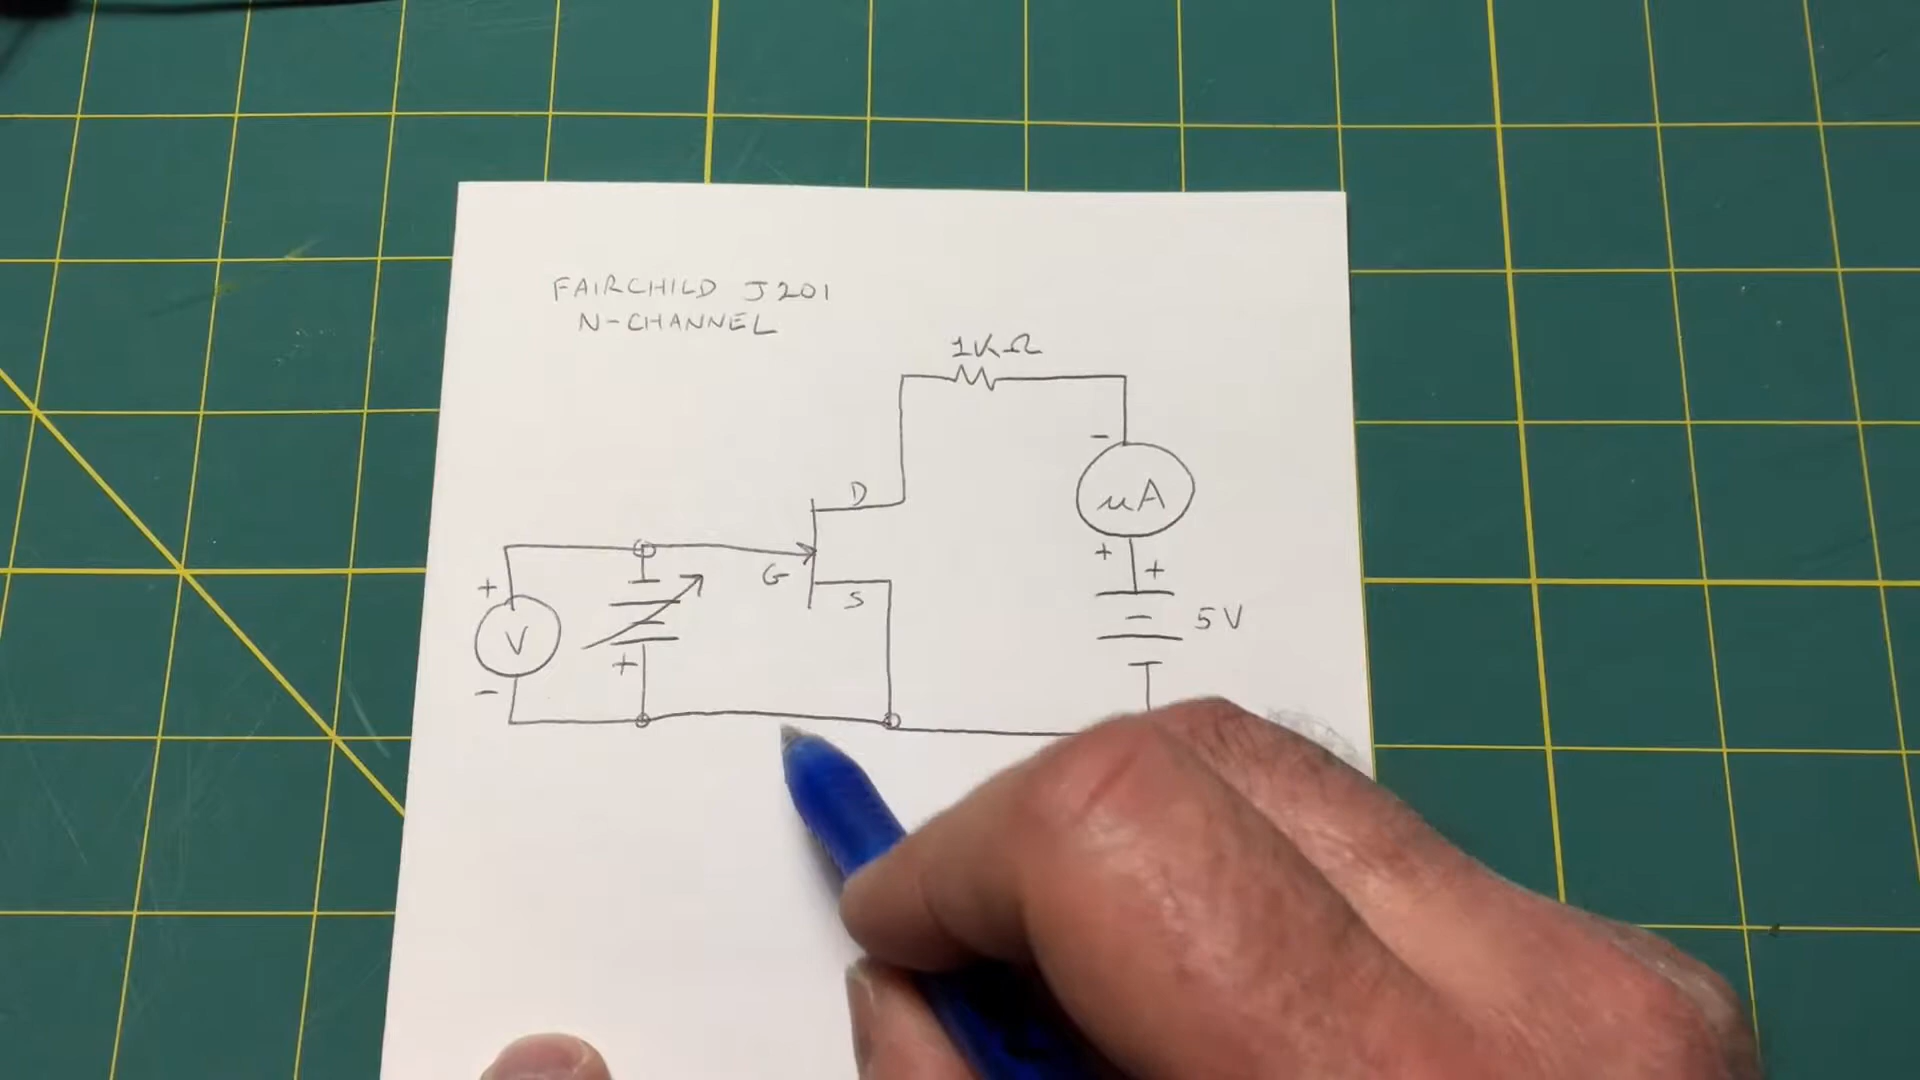 FAIRCHILD J201
N-CHANNEL
1KΩ
D
-
µA
G
+
+
+
S
5V
V
+
-